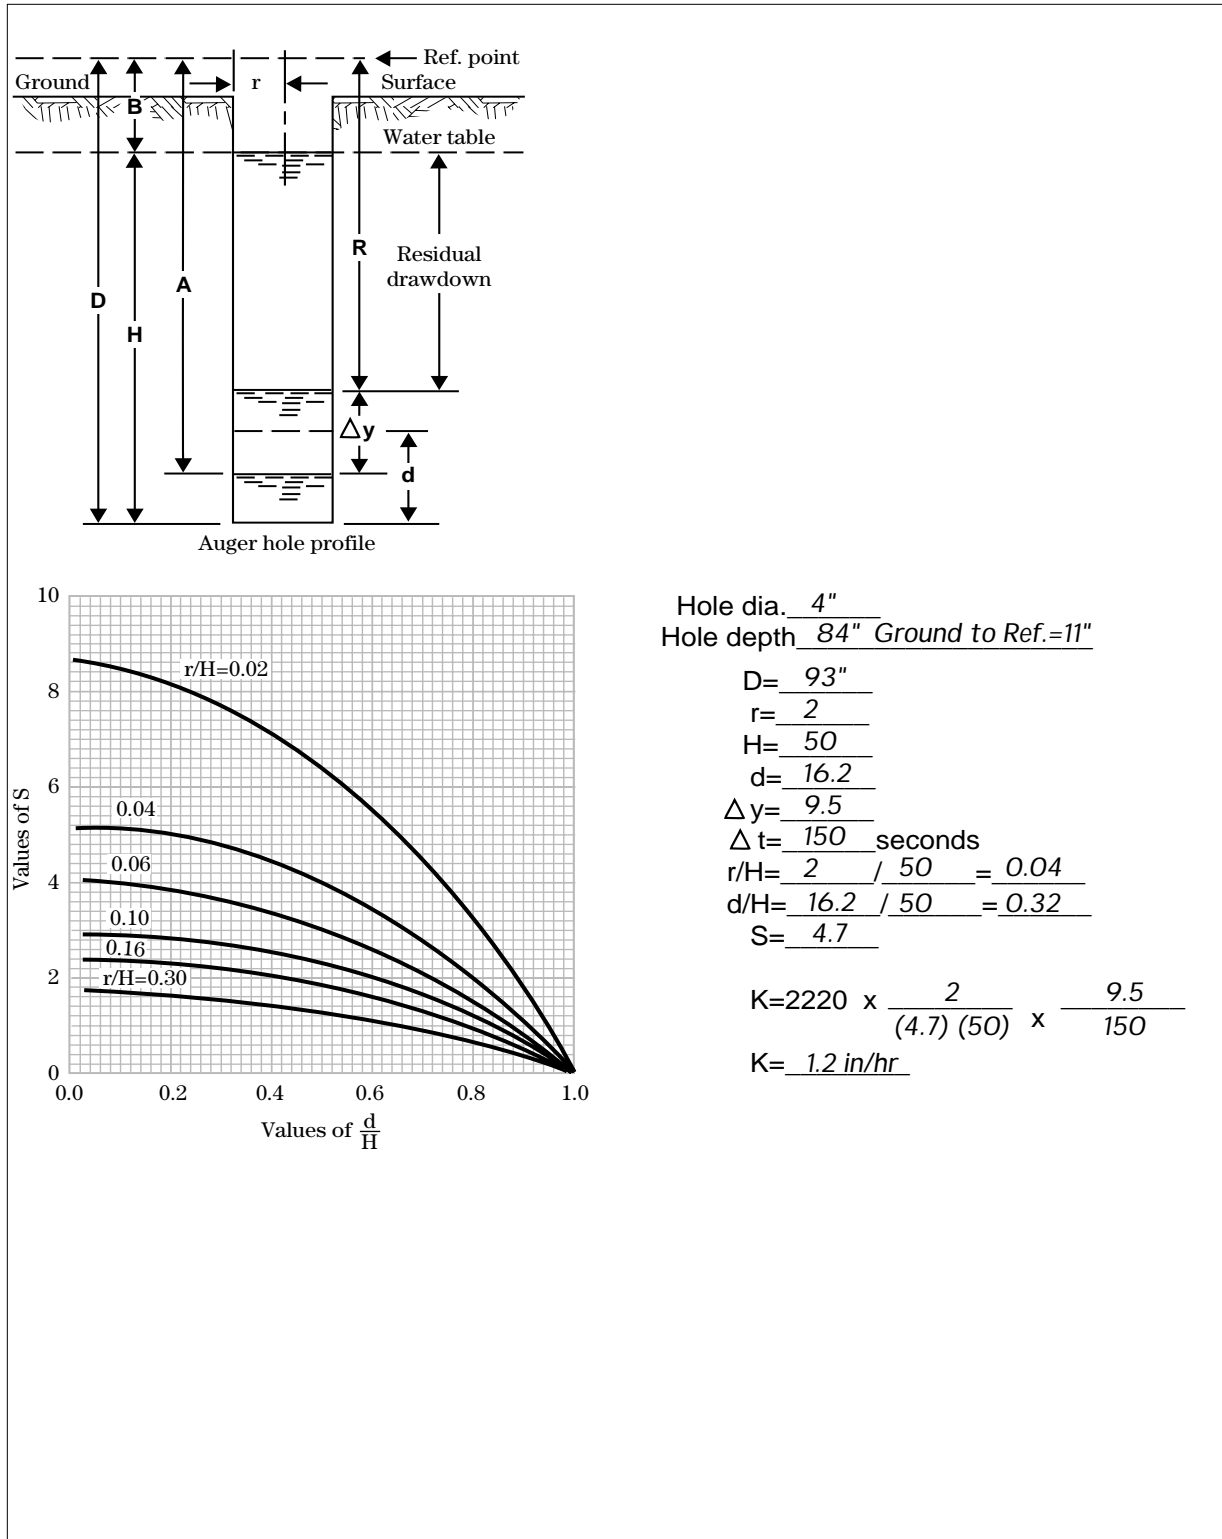 Ref. point
Ground
r
Surface
B
Water table
R
Residual
drawdown
A
D
H
△y
d
Auger hole profile
10
8
6
4
2
0
Values of S
r/H=0.02
0.04
0.06
0.10
0.16
r/H=0.30
0.0 0.2 0.4 0.6 0.8 1.0
Values of d/H
Hole dia. 4"
Hole depth 84" Ground to Ref.=11"
D= 93"
r= 2
H= 50
d= 16.2
△y= 9.5
△t= 150 seconds
r/H= 2 / 50 = 0.04
d/H= 16.2 / 50 = 0.32
S= 4.7
K=2220 x 2 / (4.7) (50) x 9.5 / 150
K= 1.2 in/hr